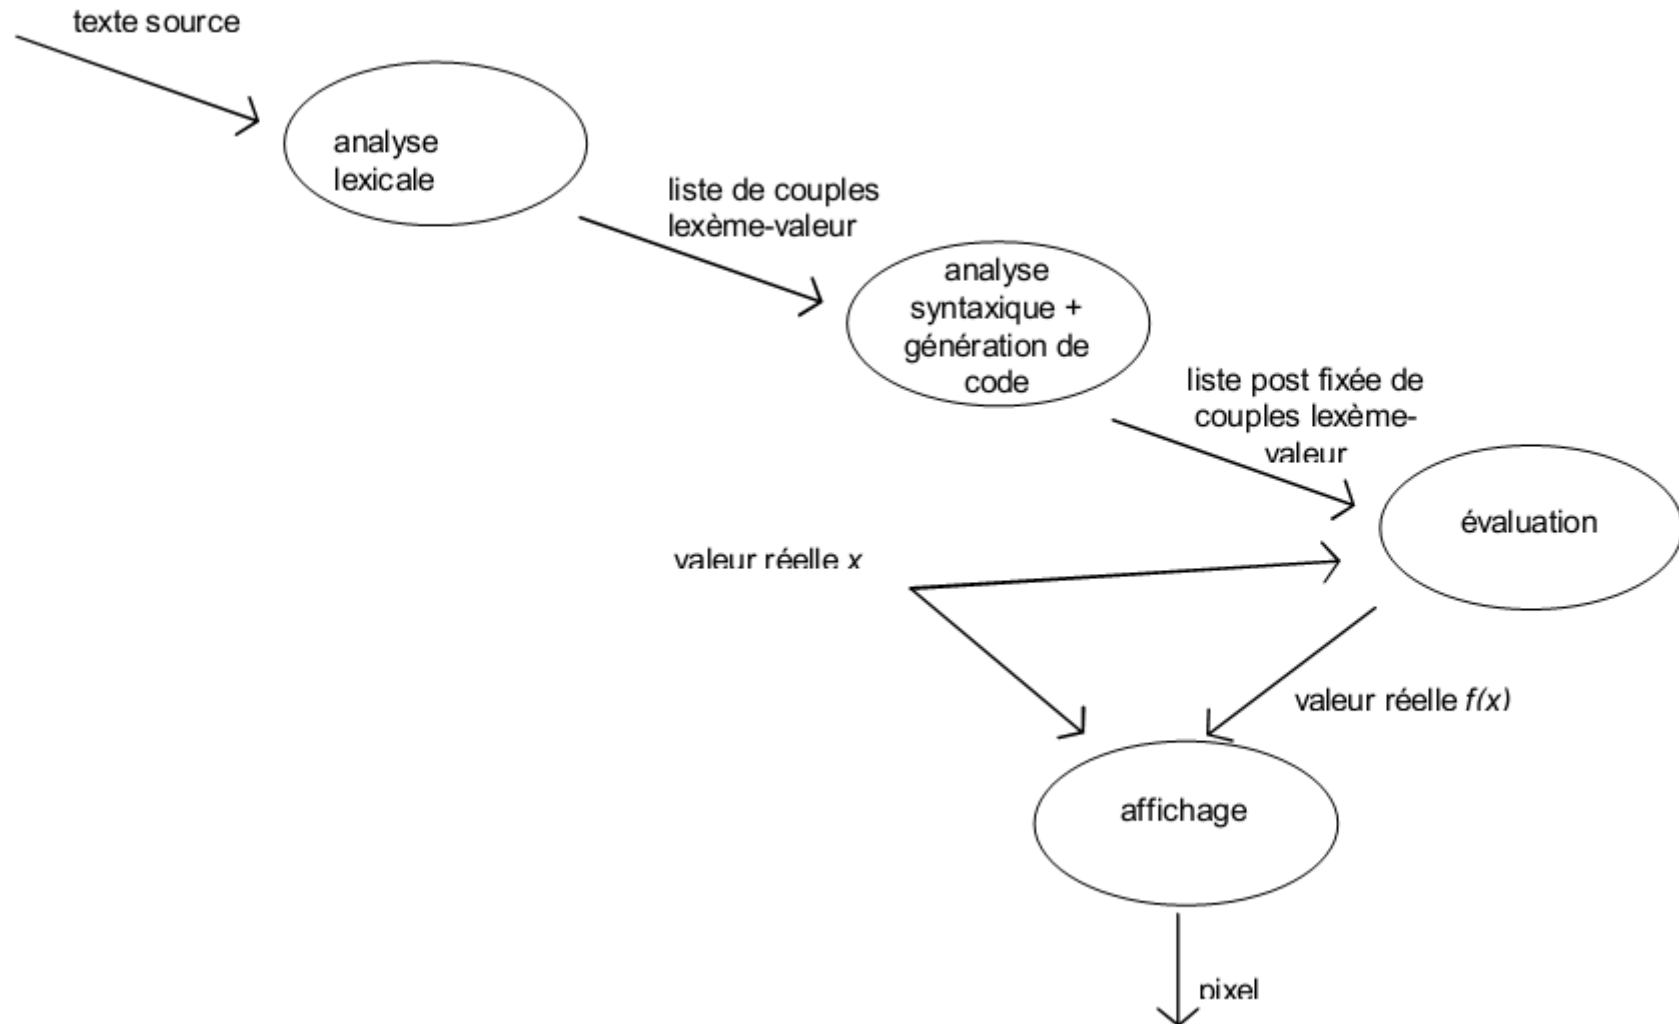 texte source
analyse
lexicale
liste de couples
lexème-valeur
analyse
syntaxique +
génération de
code
liste post fixée de
couples lexème-
valeur
évaluation
valeur réelle x
valeur réelle f(x)
affichage
pixel